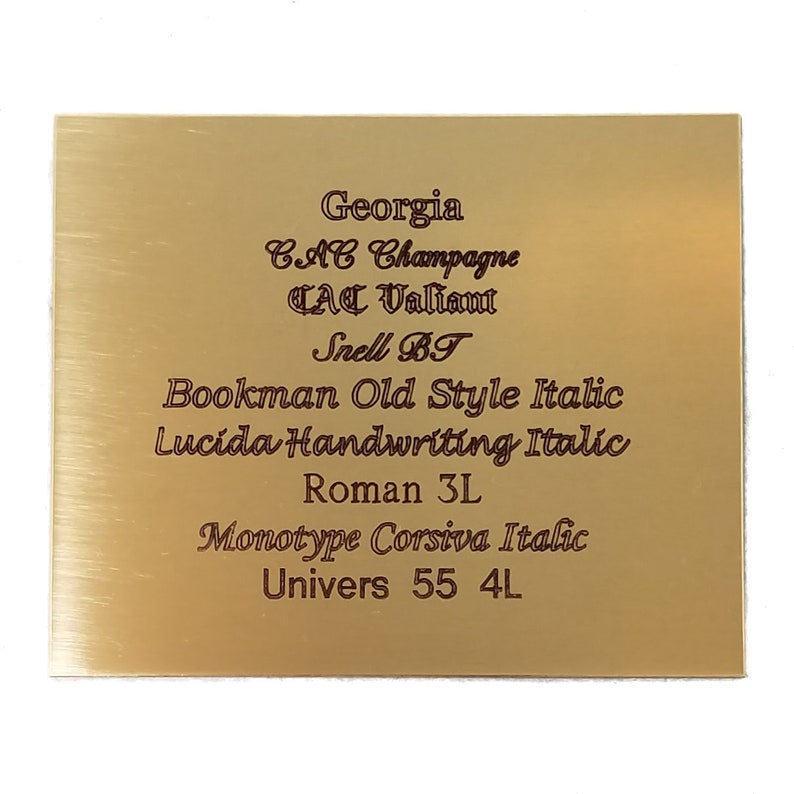 Georgia
CAC Champagne
CAC Valiant
Snell BT
Bookman Old Style Italic
Lucida Handwriting Italic
Roman 3L
Monotype Corsiva Italic
Univers 55 4L